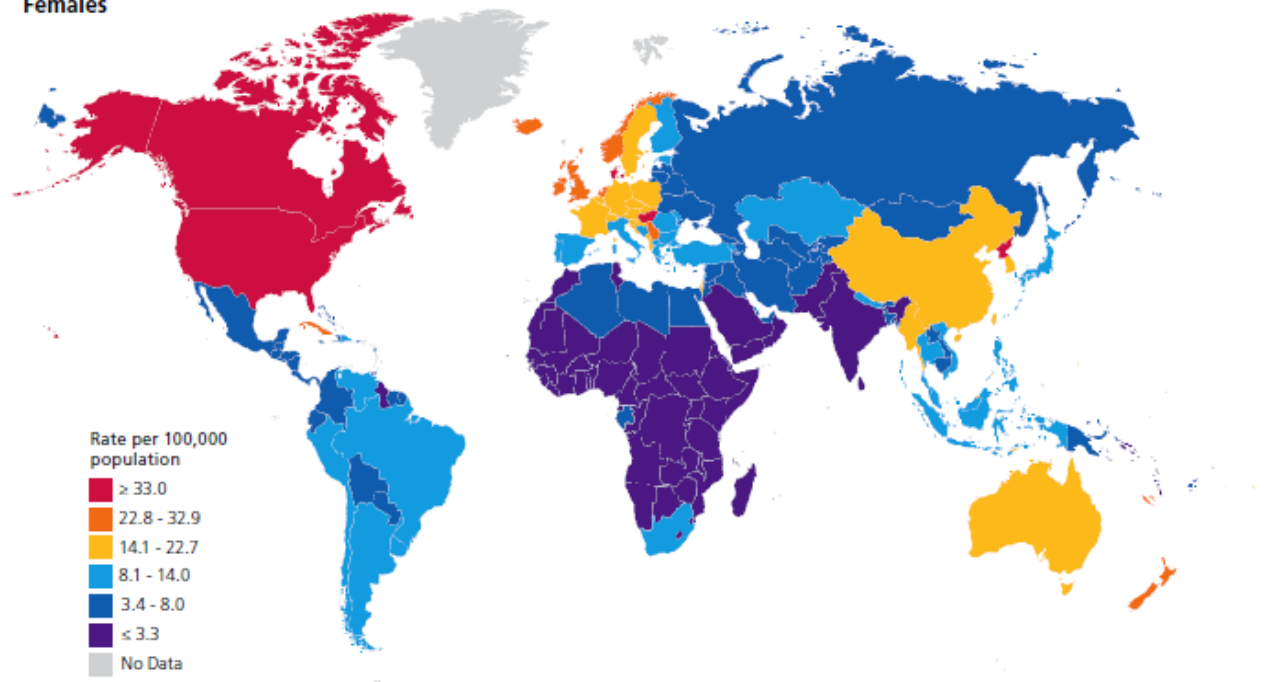 Females
Rate per 100,000
population
≥ 33.0
22.8 - 32.9
14.1 - 22.7
8.1 - 14.0
3.4 - 8.0
≤ 3.3
No Data